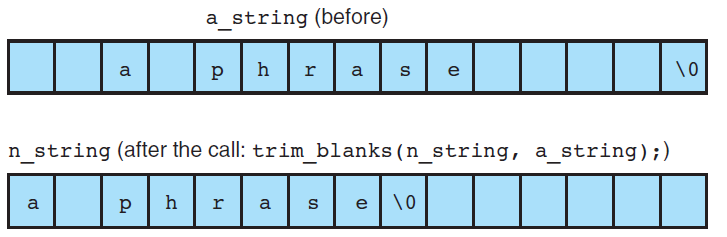 a_string (before)
a p h r a s e \0
n_string (after the call: trim_blanks(n_string, a_string);)
a p h r a s e \0